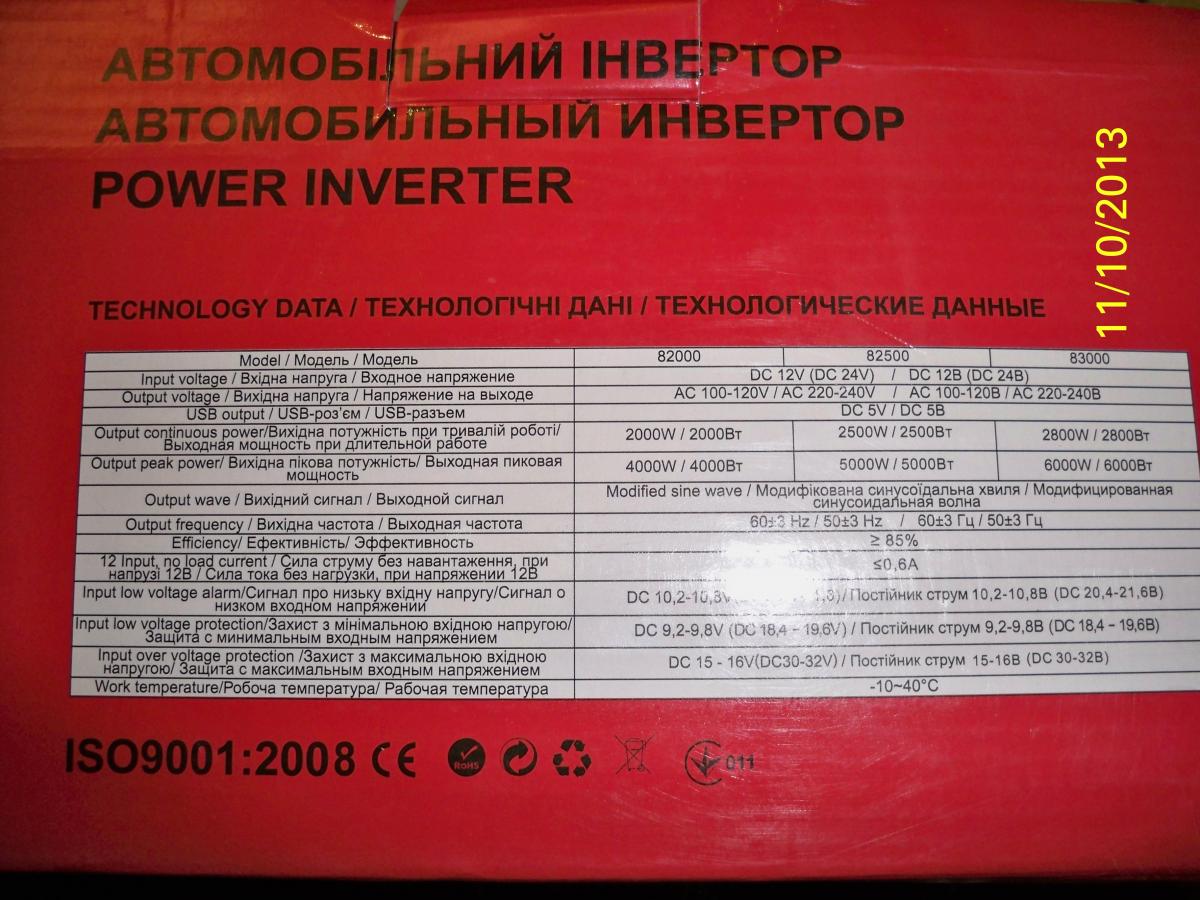 АВТОМОБІЛЬНИЙ ІНВЕРТОР
АВТОМОБИЛЬНЫЙ ИНВЕРТОР
POWER INVERTER
11/10/2013
TECHNOLOGY DATA / ТЕХНОЛОГІЧНІ ДАНІ / ТЕХНОЛОГИЧЕСКИЕ ДАННЫЕ
Model / Модель / Модель 82000 82500 83000
Input voltage / Вхідна напруга / Входное напряжение DC 12V (DC 24V) / DC 12В (DC 24В)
Output voltage / Вихідна напруга / Напряжение на выходе AC 100-120V / AC 220-240V / AC 100-120В / AC 220-240В
USB output / USB-роз'єм / USB-разъем DC 5V / DC 5В
Output continuous power/Вихідна потужність при тривалій роботі/
Выходная мощность при длительной работе
2000W / 2000Вт 2500W / 2500Вт 2800W / 2800Вт
Output peak power/ Вихідна пікова потужність/ Выходная пиковая
мощность
4000W / 4000Вт 5000W / 5000Вт 6000W / 6000Вт
Output wave / Вихідний сигнал / Выходной сигнал
Modified sine wave / Модифікована синусоїдальна хвиля / Модифицированная
синусоидальная волна
Output frequency / Вихідна частота / Выходная частота 60±3 Hz / 50±3 Hz / 60±3 Гц / 50±3 Гц
Efficiency/ Ефективність/ Эффективность ≥ 85%
12 Input, no load current / Сила струму без навантаження, при
напрузі 12В / Сила тока без нагрузки, при напряжении 12В
≤0,6A
Input low voltage alarm/Сигнал про низьку вхідну напругу/Сигнал о
низком входном напряжении
DC 10,2-10,8V / Постійник струм 10,2-10,8В (DC 20,4-21,6В)
Input low voltage protection/Захист з мінімальною вхідною напругою/
Защита с минимальным входным напряжением
DC 9,2-9,8V (DC 18,4 – 19,6V) / Постійник струм 9,2-9,8В (DC 18,4 – 19,6В)
Input over voltage protection /Захист з максимальною вхідною
напругою/ Защита с максимальным входным напряжением
DC 15 - 16V(DC30-32V) / Постійник струм 15-16В (DC 30-32В)
Work temperature/Робоча температура/ Рабочая температура -10~40°C
ISO9001:2008 CE RoHS 011